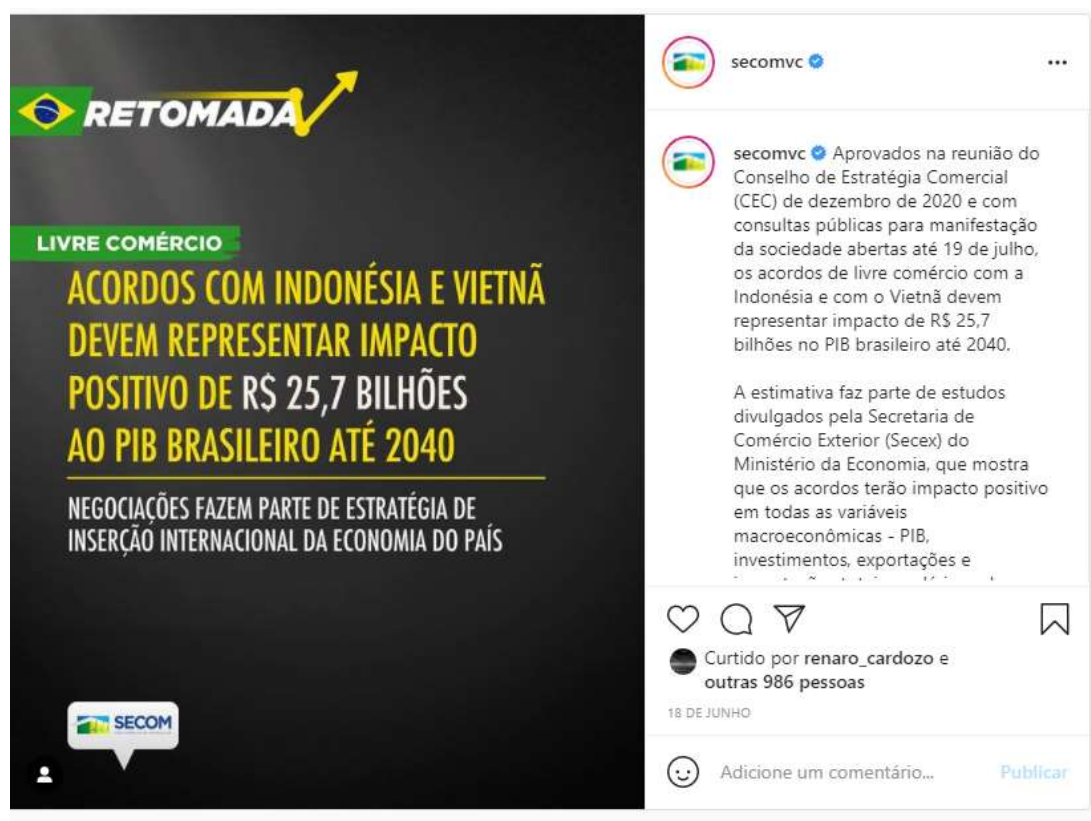 RETOMADA
LIVRE COMÉRCIO
ACORDOS COM INDONÉSIA E VIETNÃ
DEVEM REPRESENTAR IMPACTO
POSITIVO DE R$ 25,7 BILHÕES
AO PIB BRASILEIRO ATÉ 2040
NEGOCIAÇÕES FAZEM PARTE DE ESTRATÉGIA DE
INSERÇÃO INTERNACIONAL DA ECONOMIA DO PAÍS
SECOM
secomvc
secomvc Aprovados na reunião do
Conselho de Estratégia Comercial
(CEC) de dezembro de 2020 e com
consultas públicas para manifestação
da sociedade abertas até 19 de julho,
os acordos de livre comércio com a
Indonésia e com o Vietnã devem
representar impacto de R$ 25,7
bilhões no PIB brasileiro até 2040.
A estimativa faz parte de estudos
divulgados pela Secretaria de
Comércio Exterior (Secex) do
Ministério da Economia, que mostra
que os acordos terão impacto positivo
em todas as variáveis
macroeconômicas - PIB,
investimentos, exportações e
Curtido por renaro_cardozo e
outras 986 pessoas
18 DE JUNHO
Adicione um comentário...
Publicar